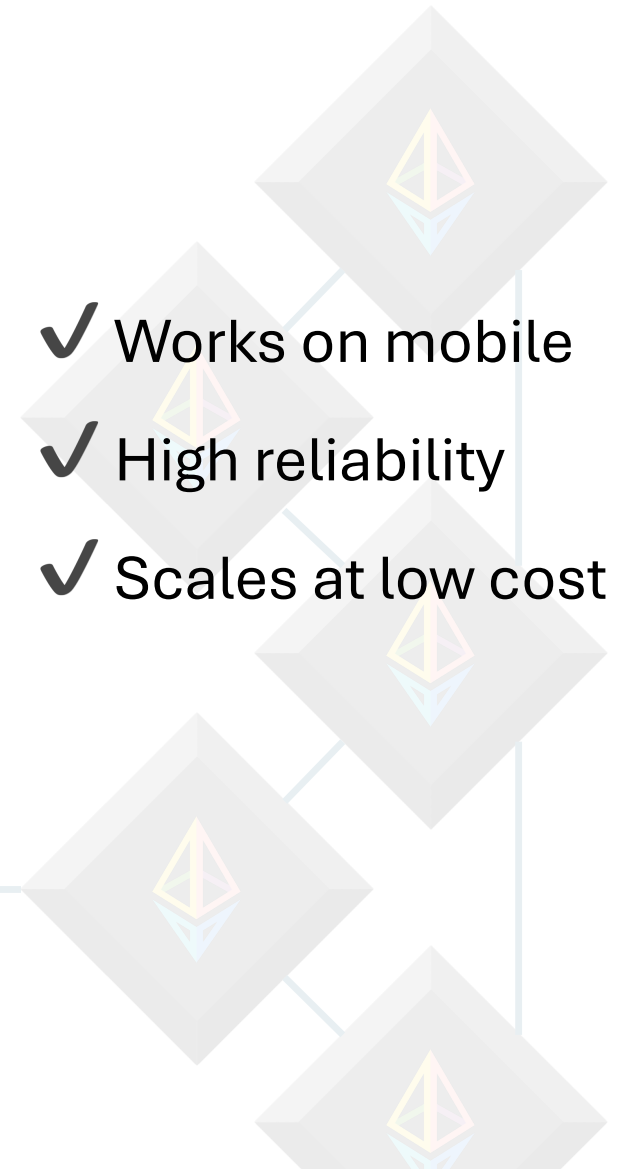 ✔ Works on mobile
✔ High reliability
✔ Scales at low cost